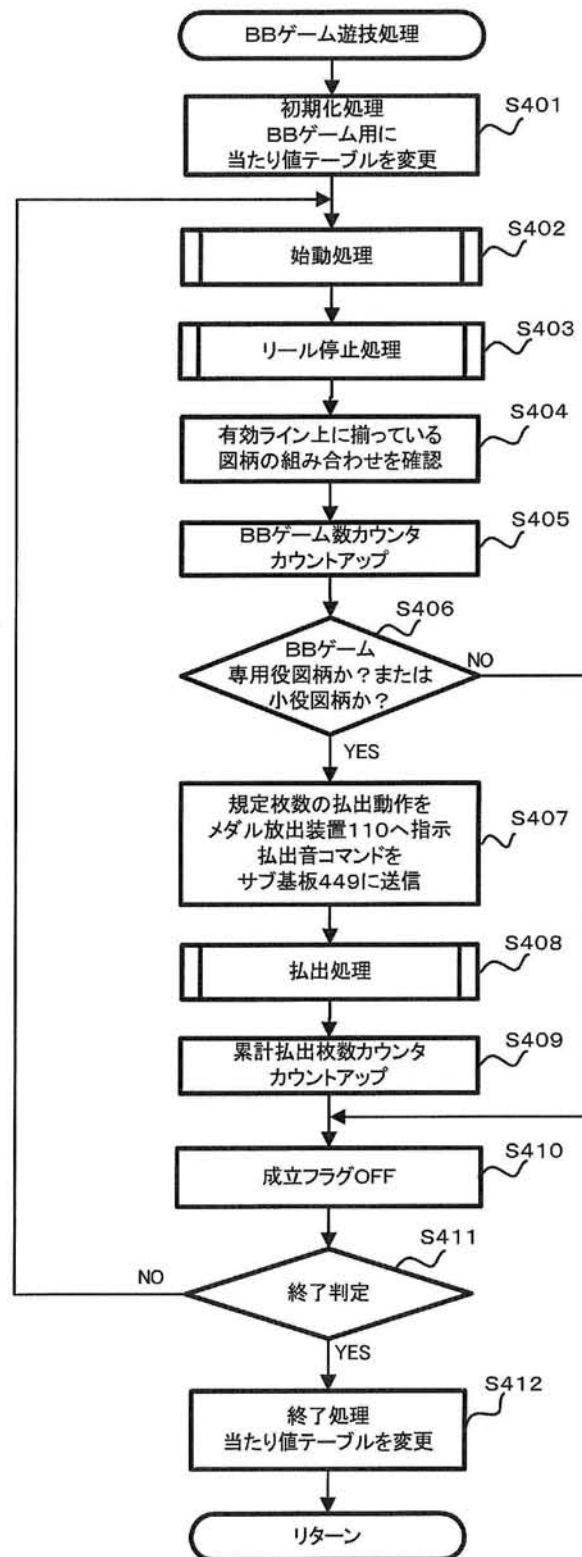 BBゲーム遊技処理
初期化処理
BBゲーム用に
当たり値テーブルを変更
S401
始動処理
S402
リール停止処理
S403
有効ライン上に揃っている
図柄の組み合わせを確認
S404
BBゲーム数カウンタ
カウントアップ
S405
S406
BBゲーム
専用役図柄か?または
小役図柄か?
NO
YES
規定枚数の払出動作を
メダル放出装置110へ指示
払出音コマンドを
サブ基板449に送信
S407
払出処理
S408
累計払出枚数カウンタ
カウントアップ
S409
成立フラグOFF
S410
S411
終了判定
NO
YES
終了処理
当たり値テーブルを変更
S412
リターン